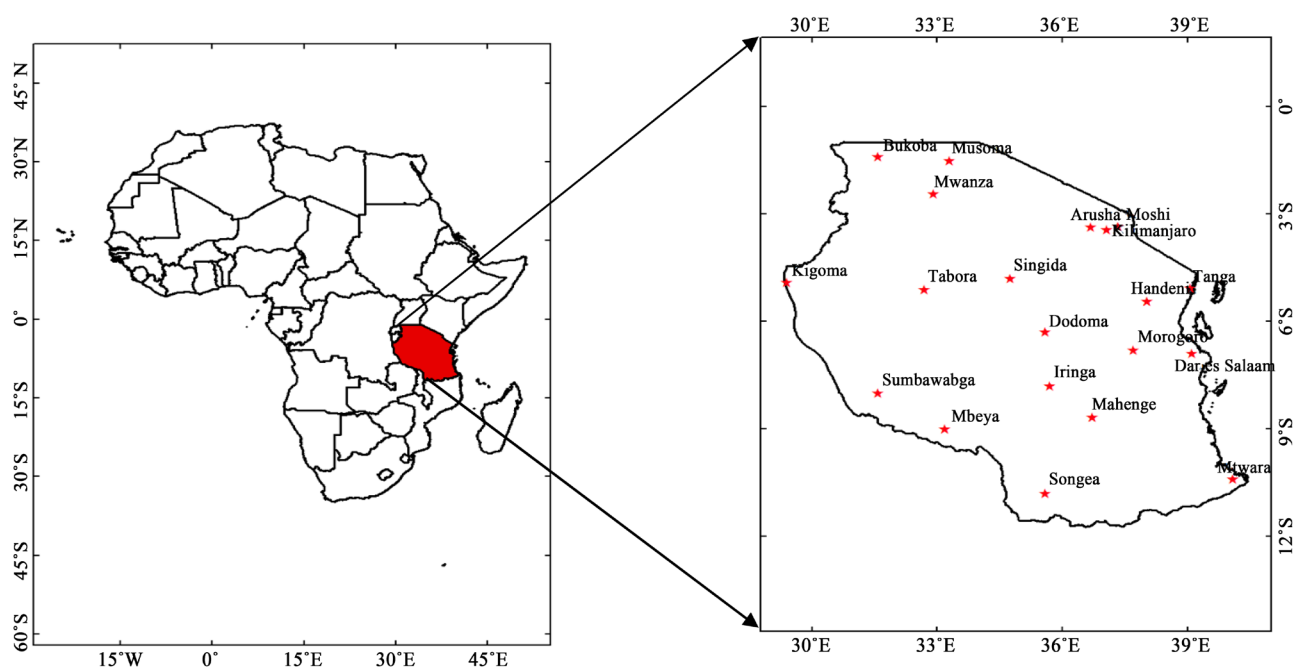 45° N
30°N
15°N
0°
15°S
30°S
45°S
60°S
15°W
0°
15°E
30°E
45°E
30°E
33°E
36°E
39°E
0°
3°S
6°S
9°S
12°S
30°E
33°E
36°E
39°E
Bukoba
Musoma
Mwanza
Arusha Moshi
Kilimanjaro
Kigoma
Tabora
Singida
Tanga
Handeni
Dodoma
Morogoro
Dar es Salaam
Iringa
Sumbawabga
Mahenge
Mbeya
Songea
Mtwara